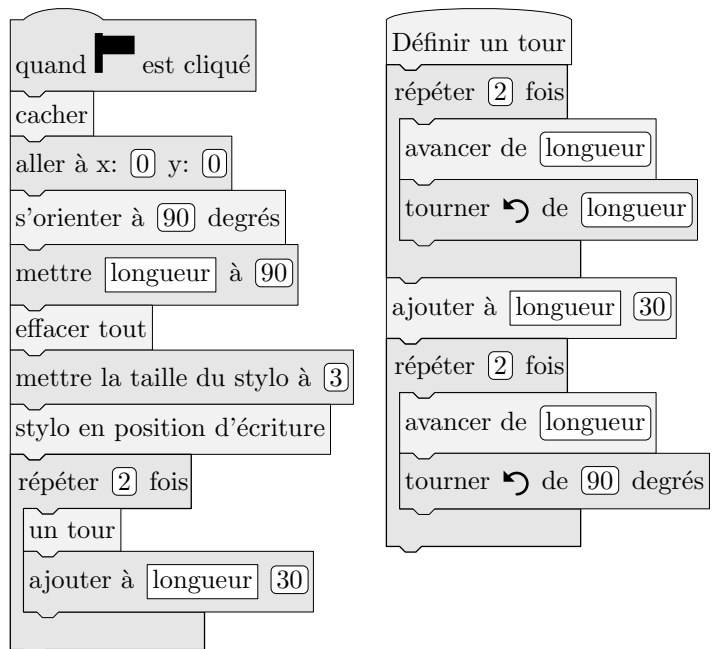 quand est cliqué
cacher
aller à x: 0 y: 0
s'orienter à 90 degrés
mettre longueur à 90
effacer tout
mettre la taille du stylo à 3
stylo en position d'écriture
répéter 2 fois
un tour
ajouter à longueur 30
Définir un tour
répéter 2 fois
avancer de longueur
tourner de longueur
ajouter à longueur 30
répéter 2 fois
avancer de longueur
tourner de 90 degrés